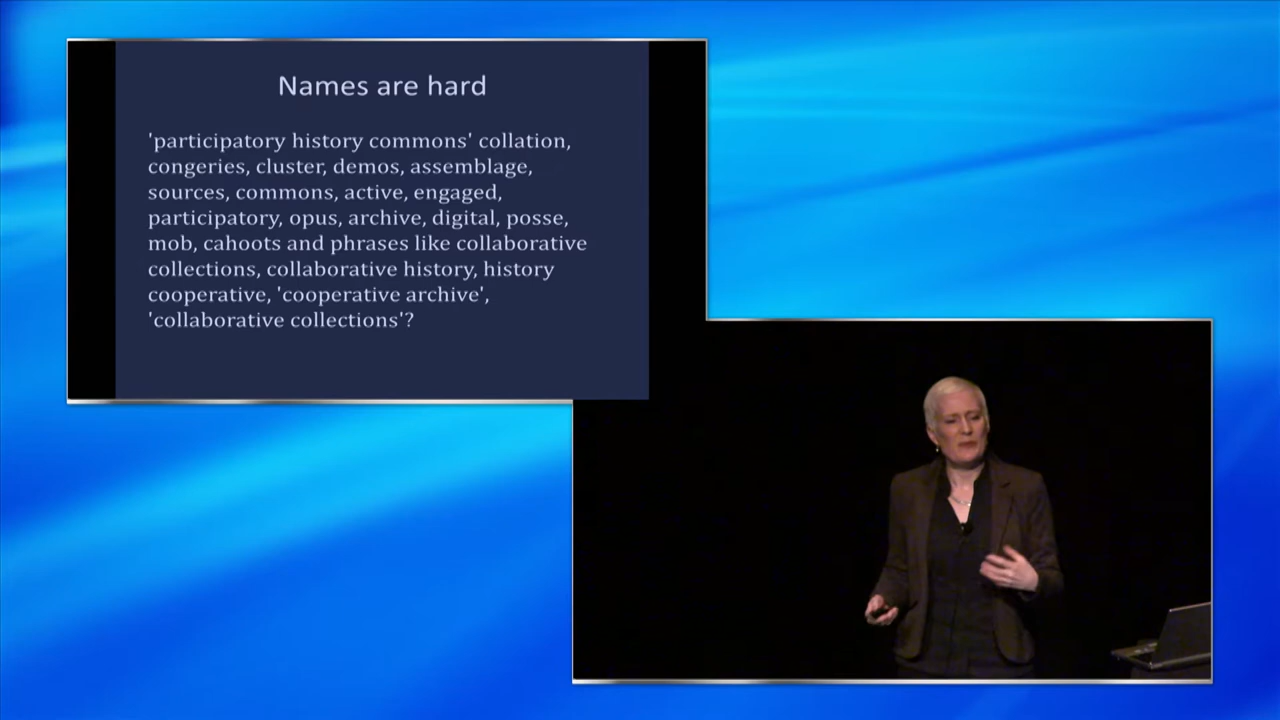 Names are hard
'participatory history commons' collation,
congeries, cluster, demos, assemblage,
sources, commons, active, engaged,
participatory, opus, archive, digital, posse,
mob, cahoots and phrases like collaborative
collections, collaborative history, history
cooperative, 'cooperative archive',
'collaborative collections'?